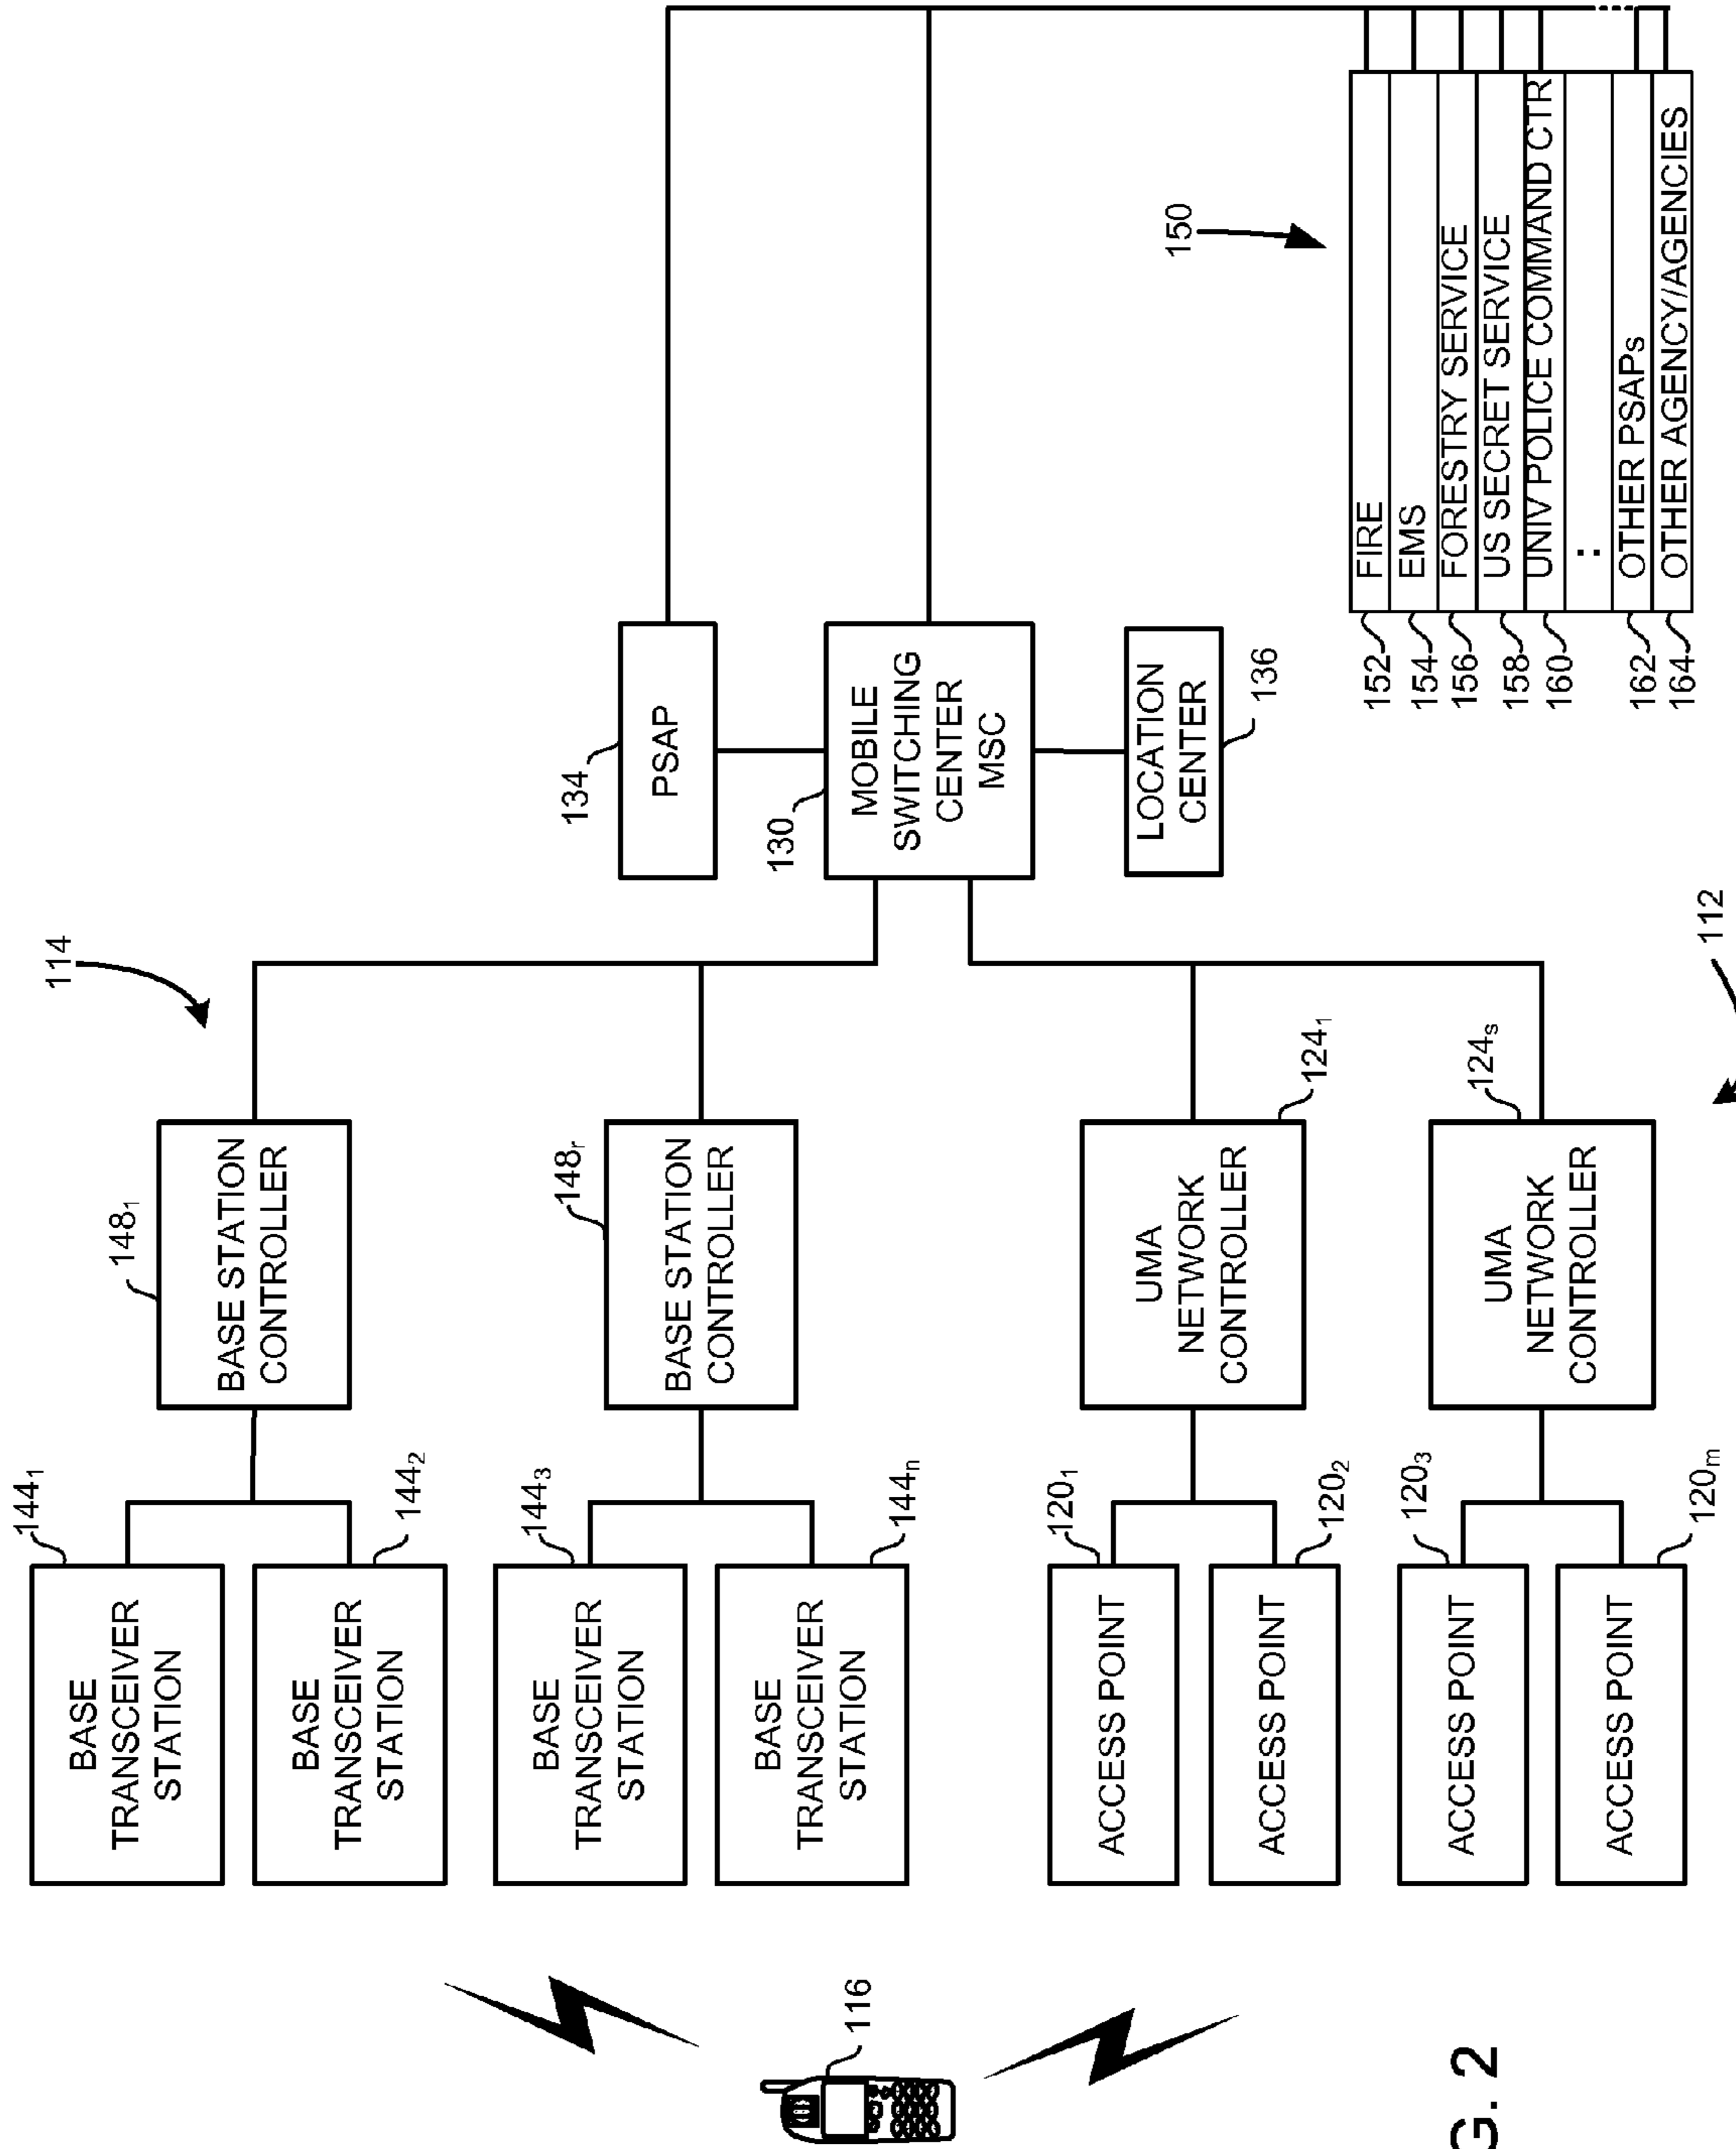 114
144₁
BASE
TRANSCEIVER
STATION
144₂
BASE
TRANSCEIVER
STATION
148₁
BASE STATION
CONTROLLER
144₃
BASE
TRANSCEIVER
STATION
144ₙ
BASE
TRANSCEIVER
STATION
148ᵣ
BASE STATION
CONTROLLER
116
134
PSAP
130
MOBILE
SWITCHING
CENTER
MSC
LOCATION
CENTER
136
120₁
ACCESS POINT
120₂
ACCESS POINT
UMA
NETWORK
CONTROLLER
124₁
120₃
ACCESS POINT
120ₘ
ACCESS POINT
124ₛ
UMA
NETWORK
CONTROLLER
112
150
152 FIRE
154 EMS
156 FORESTRY SERVICE
158 US SECRET SERVICE
160 UNIV POLICE COMMAND CTR
:
162 OTHER PSAPs
164 OTHER AGENCY/AGENCIES
G. 2